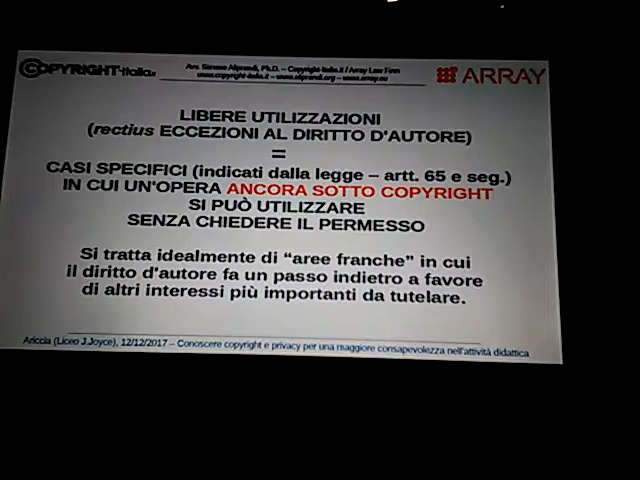 COPYRIGHT-Italia.it
Avv. Simone Aliprandi, Ph.D. – Copyright-Italia.it / Array Law Firm
www.copyright-italia.it – www.aliprandi.org – www.array.eu
ARRAY
LIBERE UTILIZZAZIONI
(rectius ECCEZIONI AL DIRITTO D'AUTORE)
=
CASI SPECIFICI (indicati dalla legge – artt. 65 e seg.)
IN CUI UN'OPERA ANCORA SOTTO COPYRIGHT
SI PUÒ UTILIZZARE
SENZA CHIEDERE IL PERMESSO
Si tratta idealmente di “aree franche” in cui
il diritto d'autore fa un passo indietro a favore
di altri interessi più importanti da tutelare.
Ariccia (Liceo J.Joyce), 12/12/2017 – Conoscere copyright e privacy per una maggiore consapevolezza nell'attività didattica